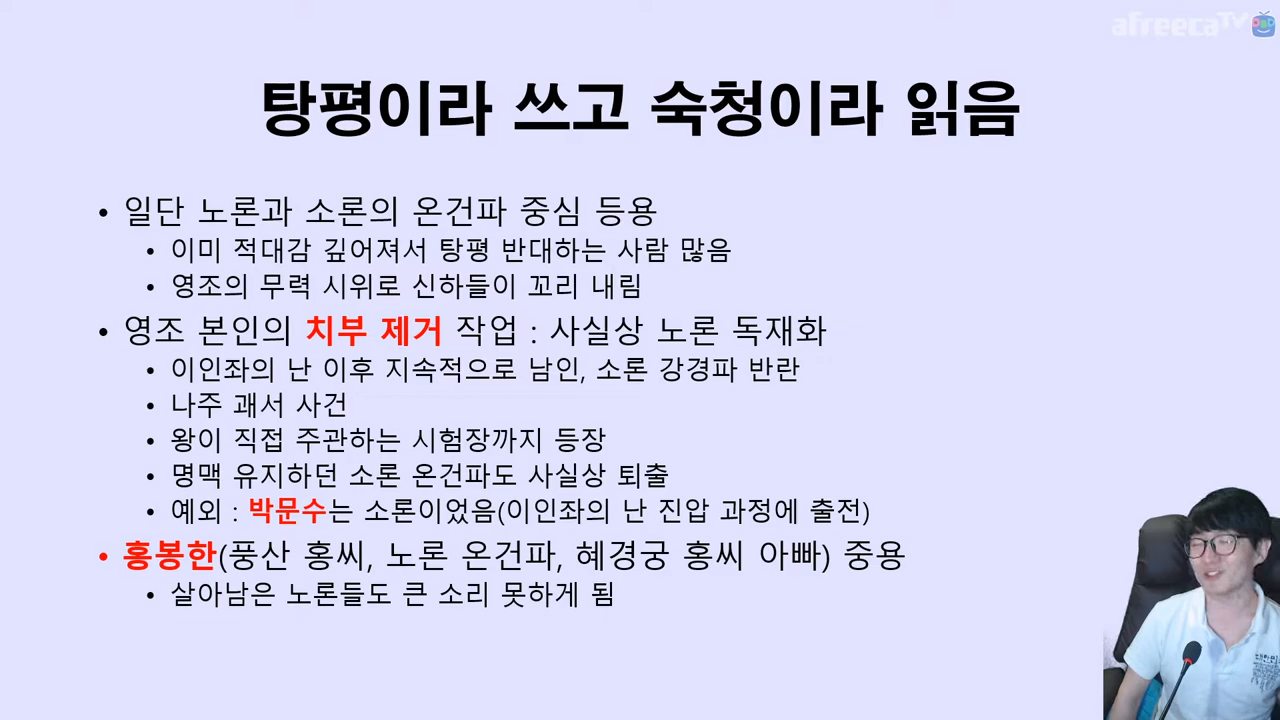 afreecaTV
탕평이라 쓰고 숙청이라 읽음
• 일단 노론과 소론의 온건파 중심 등용
• 이미 적대감 깊어져서 탕평 반대하는 사람 많음
• 영조의 무력 시위로 신하들이 꼬리 내림
• 영조 본인의 치부 제거 작업 : 사실상 노론 독재화
• 이인좌의 난 이후 지속적으로 남인, 소론 강경파 반란
• 나주 괘서 사건
• 왕이 직접 주관하는 시험장까지 등장
• 명맥 유지하던 소론 온건파도 사실상 퇴출
• 예외 : 박문수는 소론이었음(이인좌의 난 진압 과정에 출전)
• 홍봉한(풍산 홍씨, 노론 온건파, 혜경궁 홍씨 아빠) 중용
• 살아남은 노론들도 큰 소리 못하게 됨